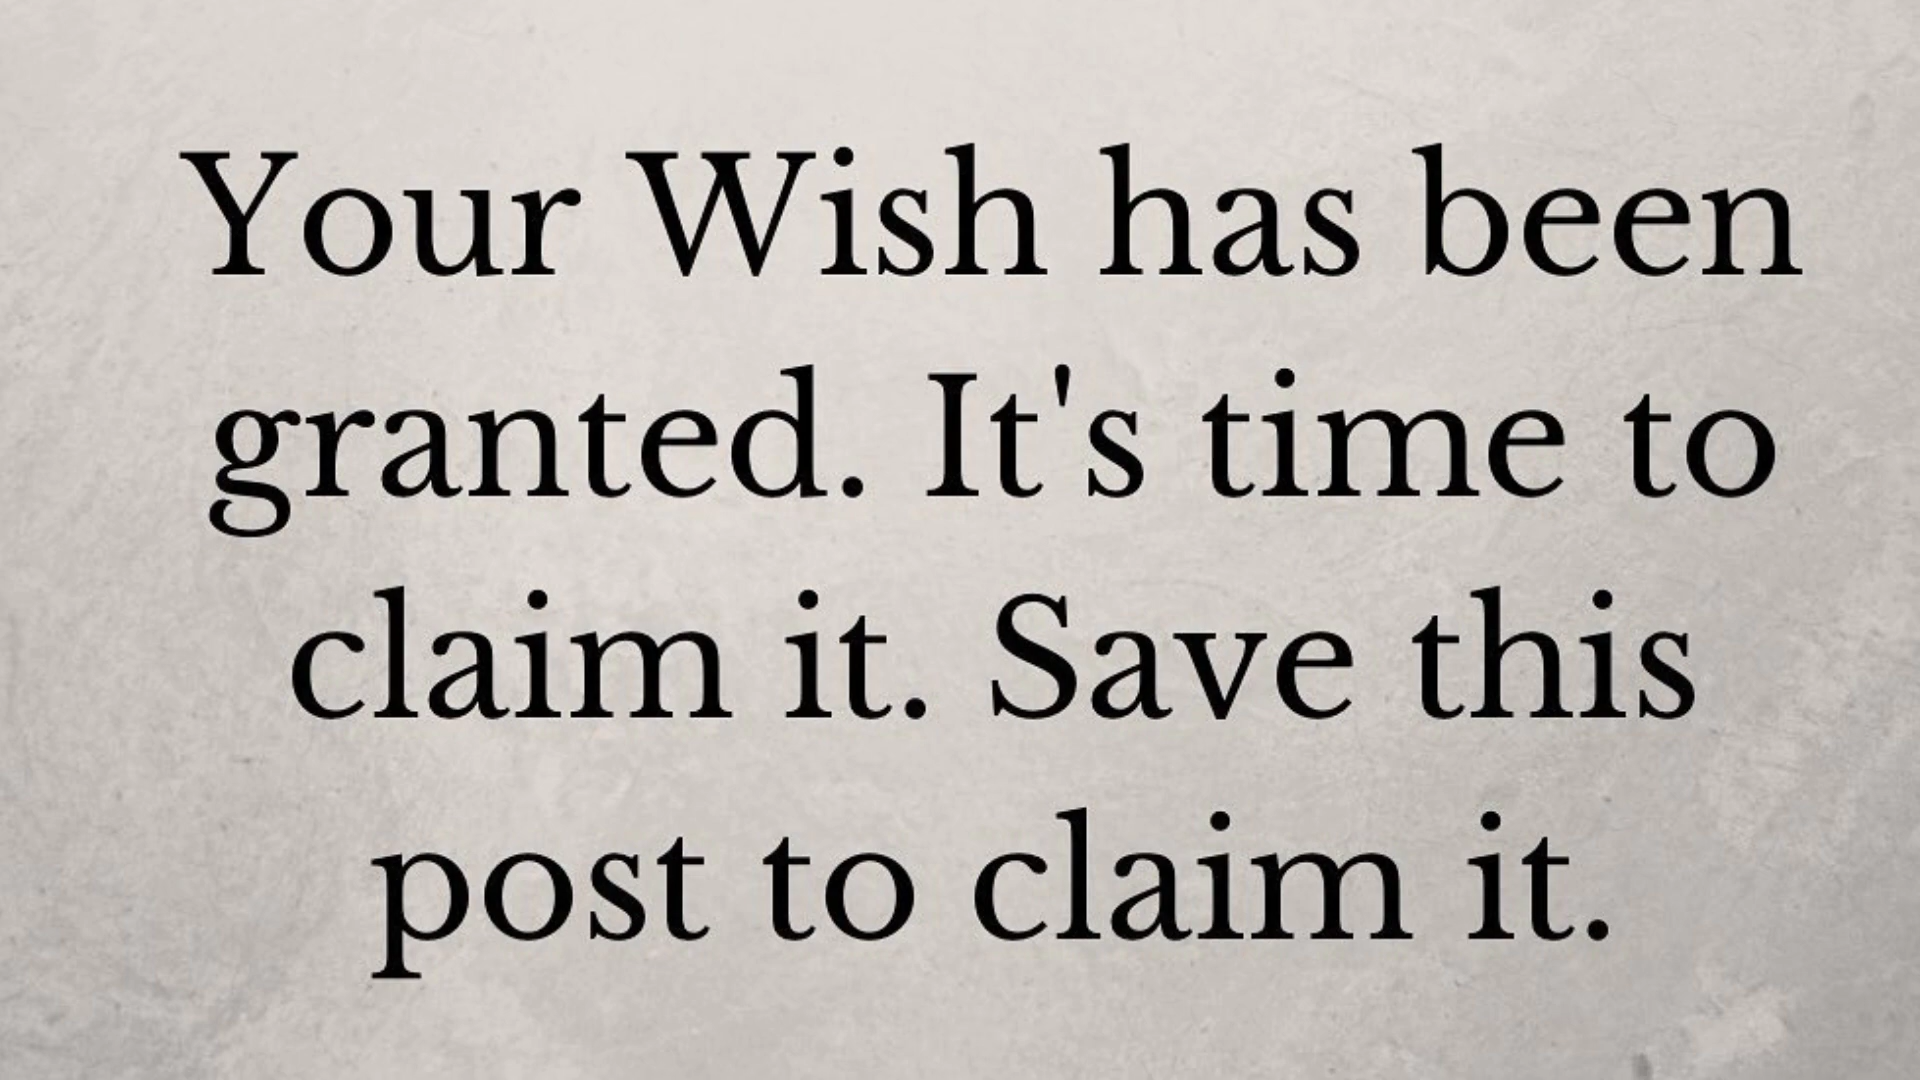 Your Wish has been
granted. It's time to
claim it. Save this
post to claim it.